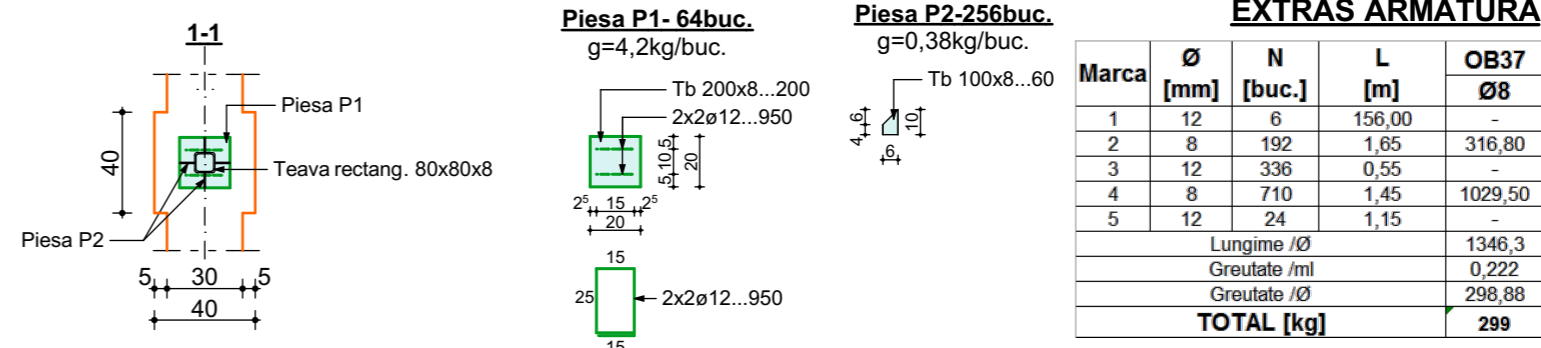 1-1
Piesa P1
40
Teava rectang. 80x80x8
Piesa P2
5 30 5
40
Piesa P1- 64buc.
g=4,2kg/buc.
Tb 200x8...200
2x2ø12...950
5 10 5
20
2⁵ 15 2⁵
20
15
25
2x2ø12...950
15
Piesa P2-256buc.
g=0,38kg/buc.
Tb 100x8...60
4 6
10
6
EXTRAS ARMATURA
Marca Ø [mm] N [buc.] L [m] OB37
Ø8
1 12 6 156,00 -
2 8 192 1,65 316,80
3 12 336 0,55 -
4 8 710 1,45 1029,50
5 12 24 1,15 -
Lungime /Ø 1346,3
Greutate /ml 0,222
Greutate /Ø 298,88
TOTAL [kg] 299